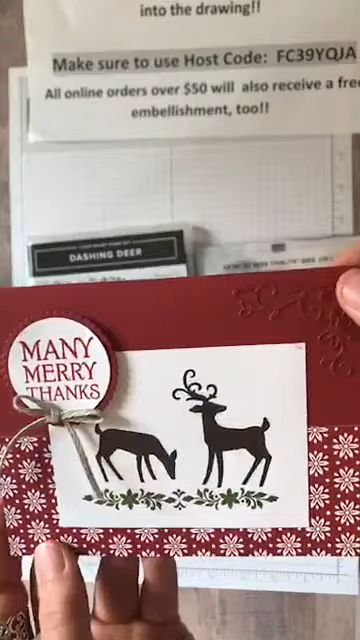 into the drawing!!
Make sure to use Host Code: FC39YQJA
All online orders over $50 will also receive a free
embellishment, too!!
DASHING DEER
MANY
MERRY
THANKS